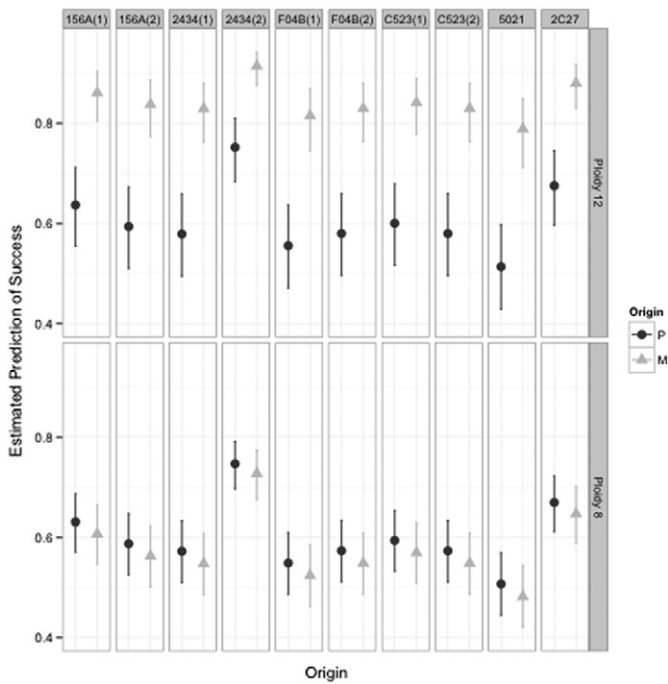 156A(1) 156A(2) 2434(1) 2434(2) F04B(1) F04B(2) C523(1) C523(2) 5021 2C27
0.8
0.6
0.4
Ploidy 12
0.8
0.6
0.4
Ploidy 8
Estimated Prediction of Success
Origin
Origin
P
M